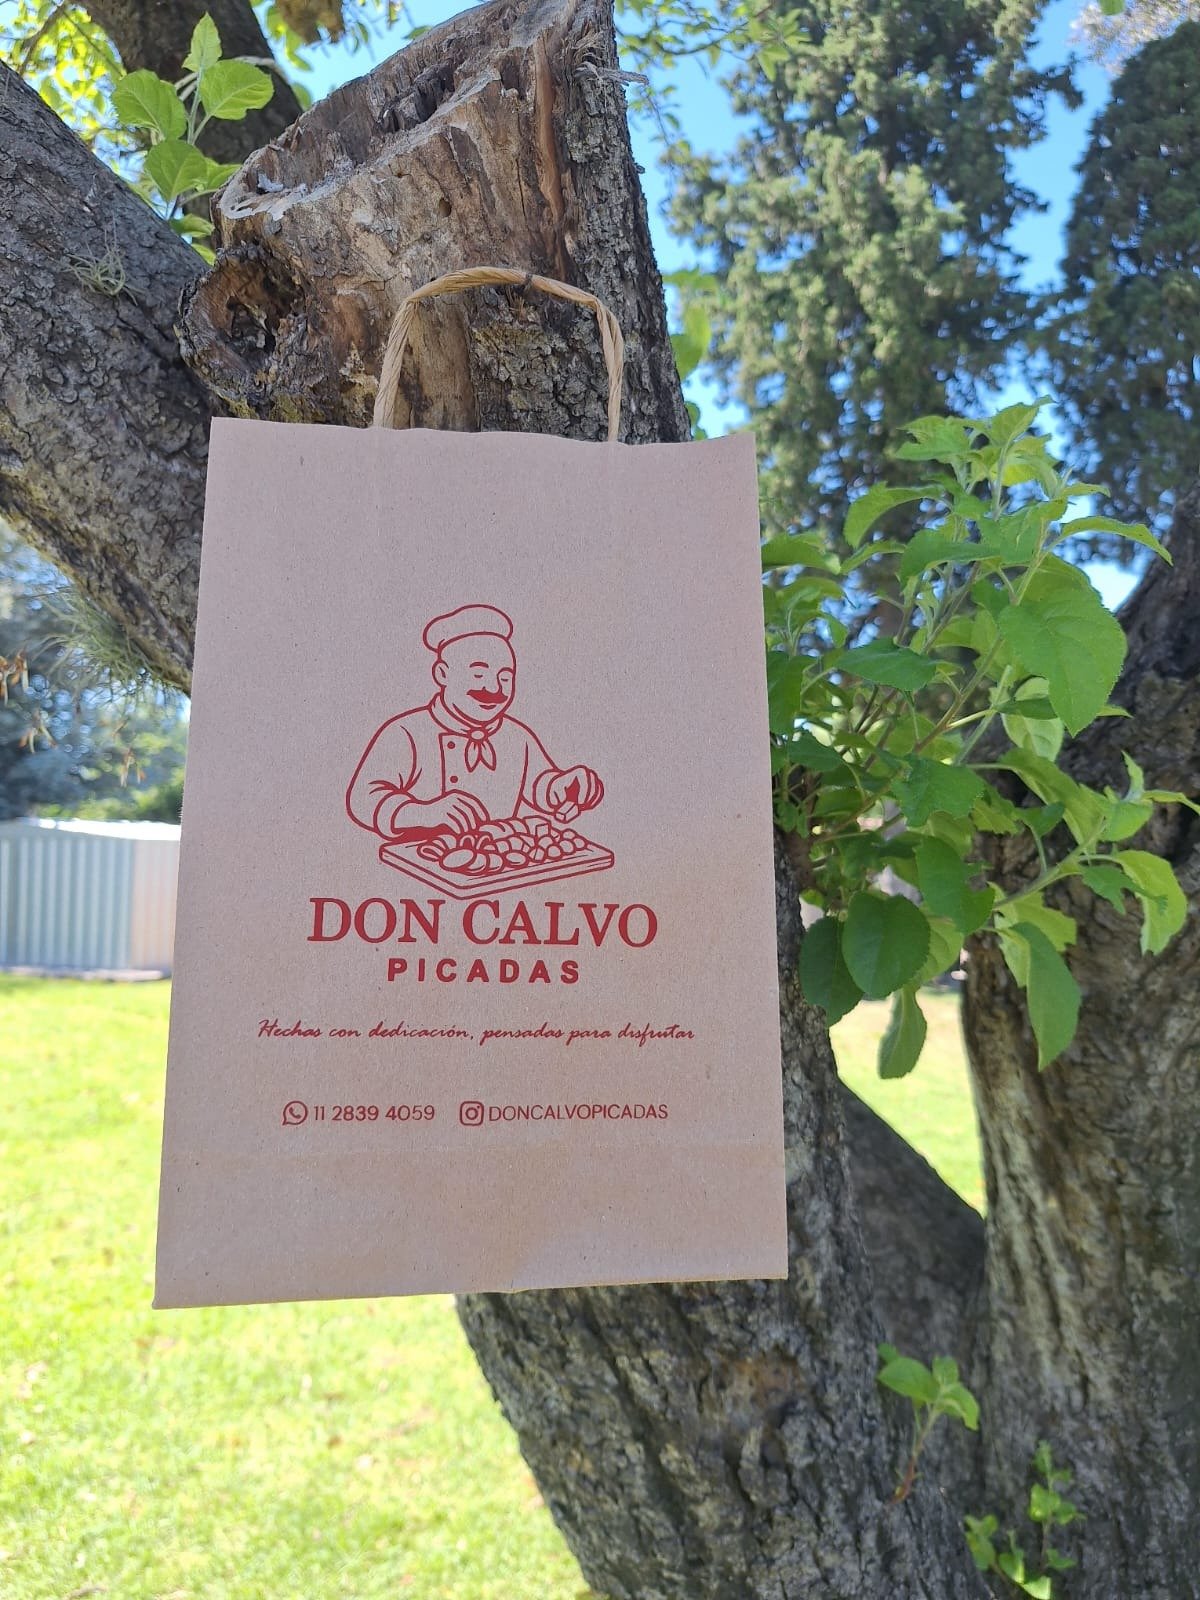 DON CALVO
PICADAS
Hechas con dedicación, pensadas para disfrutar
11 2839 4059 DONCALVOPICADAS